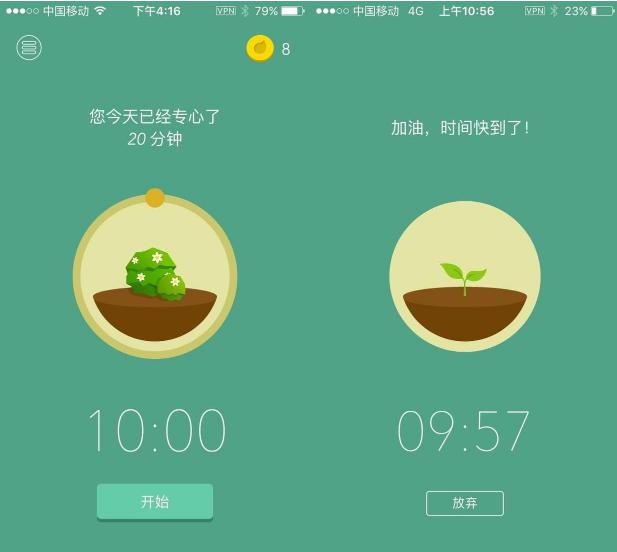 中国移动
下午4:16
VPN
79%
8
您今天已经专心了
20 分钟
10:00
开始
中国移动 4G
上午10:56
VPN
23%
加油，时间快到了！
09:57
放弃